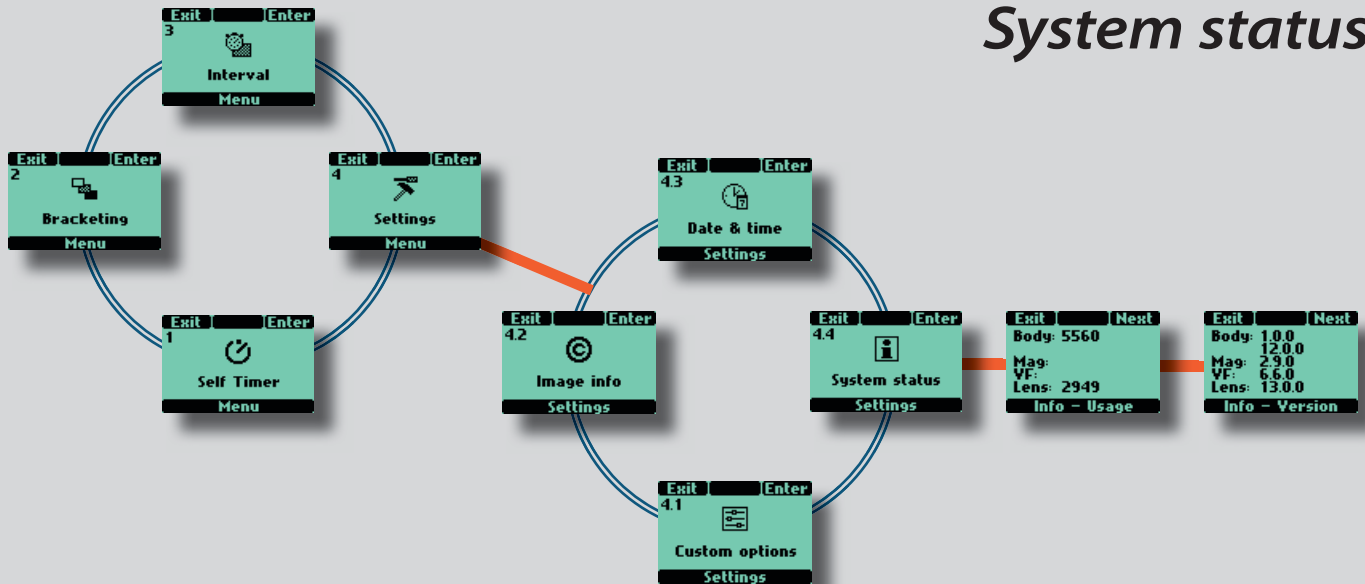 System status
Exit Enter
3
Interval
Menu
Exit Enter
2
Bracketing
Menu
Exit Enter
4
Settings
Menu
Exit Enter
1
Self Timer
Menu
Exit Enter
4.3
Date & time
Settings
Exit Enter
4.2
©
Image info
Settings
Exit Enter
4.4
i
System status
Settings
Exit Next
Body: 5560
Mag:
VF:
Lens: 2949
Info - Usage
Exit Next
Body: 1.0.0
12.0.0
Mag: 2.9.0
VF: 6.6.0
Lens: 13.0.0
Info - Version
Exit Enter
4.1
Custom options
Settings